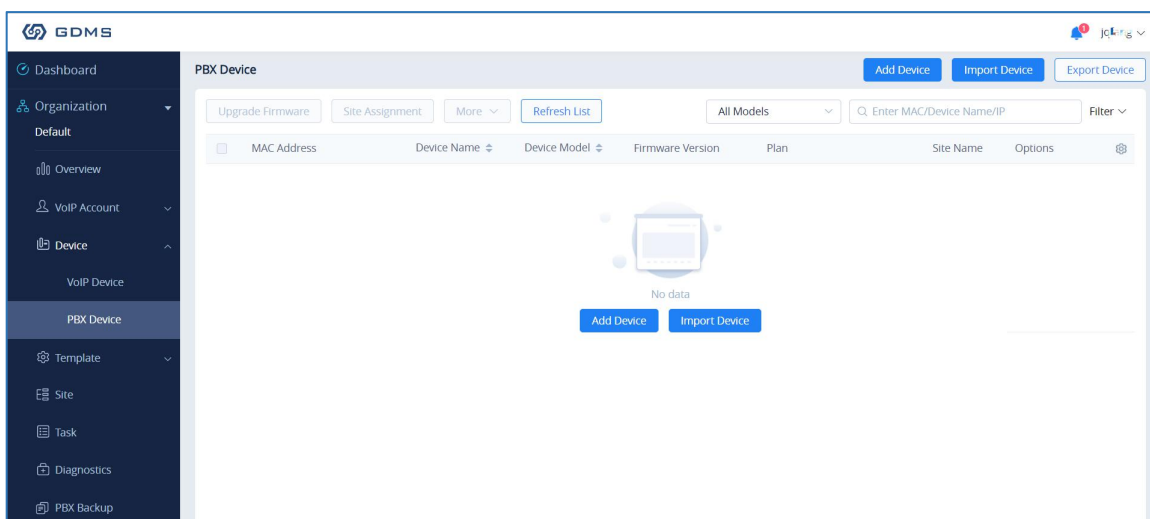 GDMS
1
Dashboard
Organization
Default
Overview
VoIP Account
Device
VoIP Device
PBX Device
Template
Site
Task
Diagnostics
PBX Backup
PBX Device
Add Device Import Device Export Device
Upgrade Firmware Site Assignment More Refresh List All Models Enter MAC/Device Name/IP Filter
MAC Address Device Name Device Model Firmware Version Plan Site Name Options
No data
Add Device Import Device